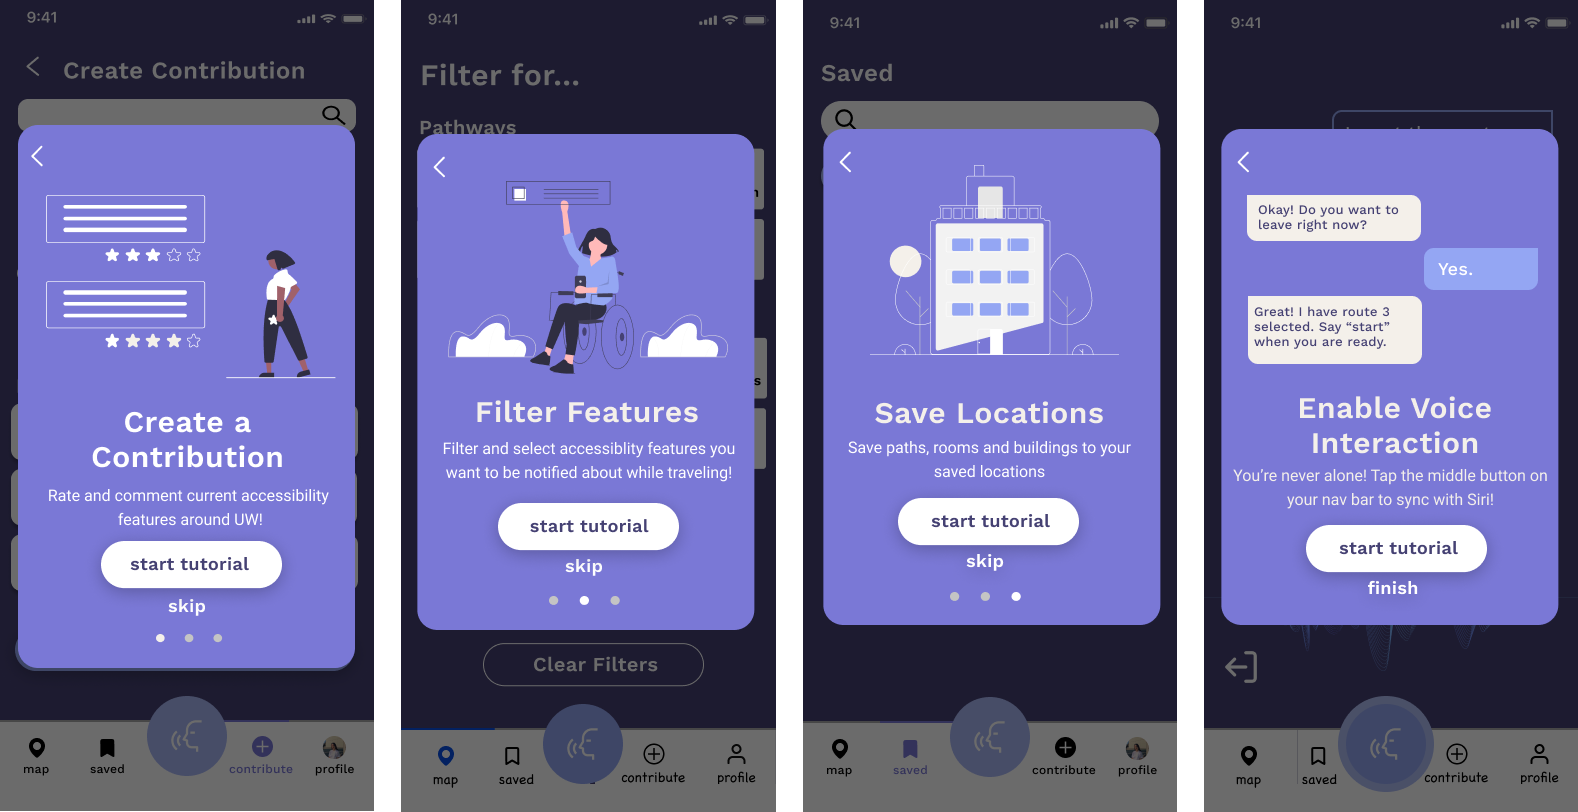 9:41
Create Contribution
Create a
Contribution
Rate and comment current accessibility
features around UW!
start tutorial
skip
map
saved
contribute
profile
9:41
Filter for...
Pathways
Filter Features
Filter and select accessiblity features you
want to be notified about while traveling!
start tutorial
skip
Clear Filters
map
saved
contribute
profile
9:41
Saved
Save Locations
Save paths, rooms and buildings to your
saved locations
start tutorial
skip
map
saved
contribute
profile
9:41
Okay! Do you want to
leave right now?
Yes.
Great! I have route 3
selected. Say “start”
when you are ready.
Enable Voice
Interaction
You're never alone! Tap the middle button on
your nav bar to sync with Siri!
start tutorial
finish
map
saved
contribute
profile